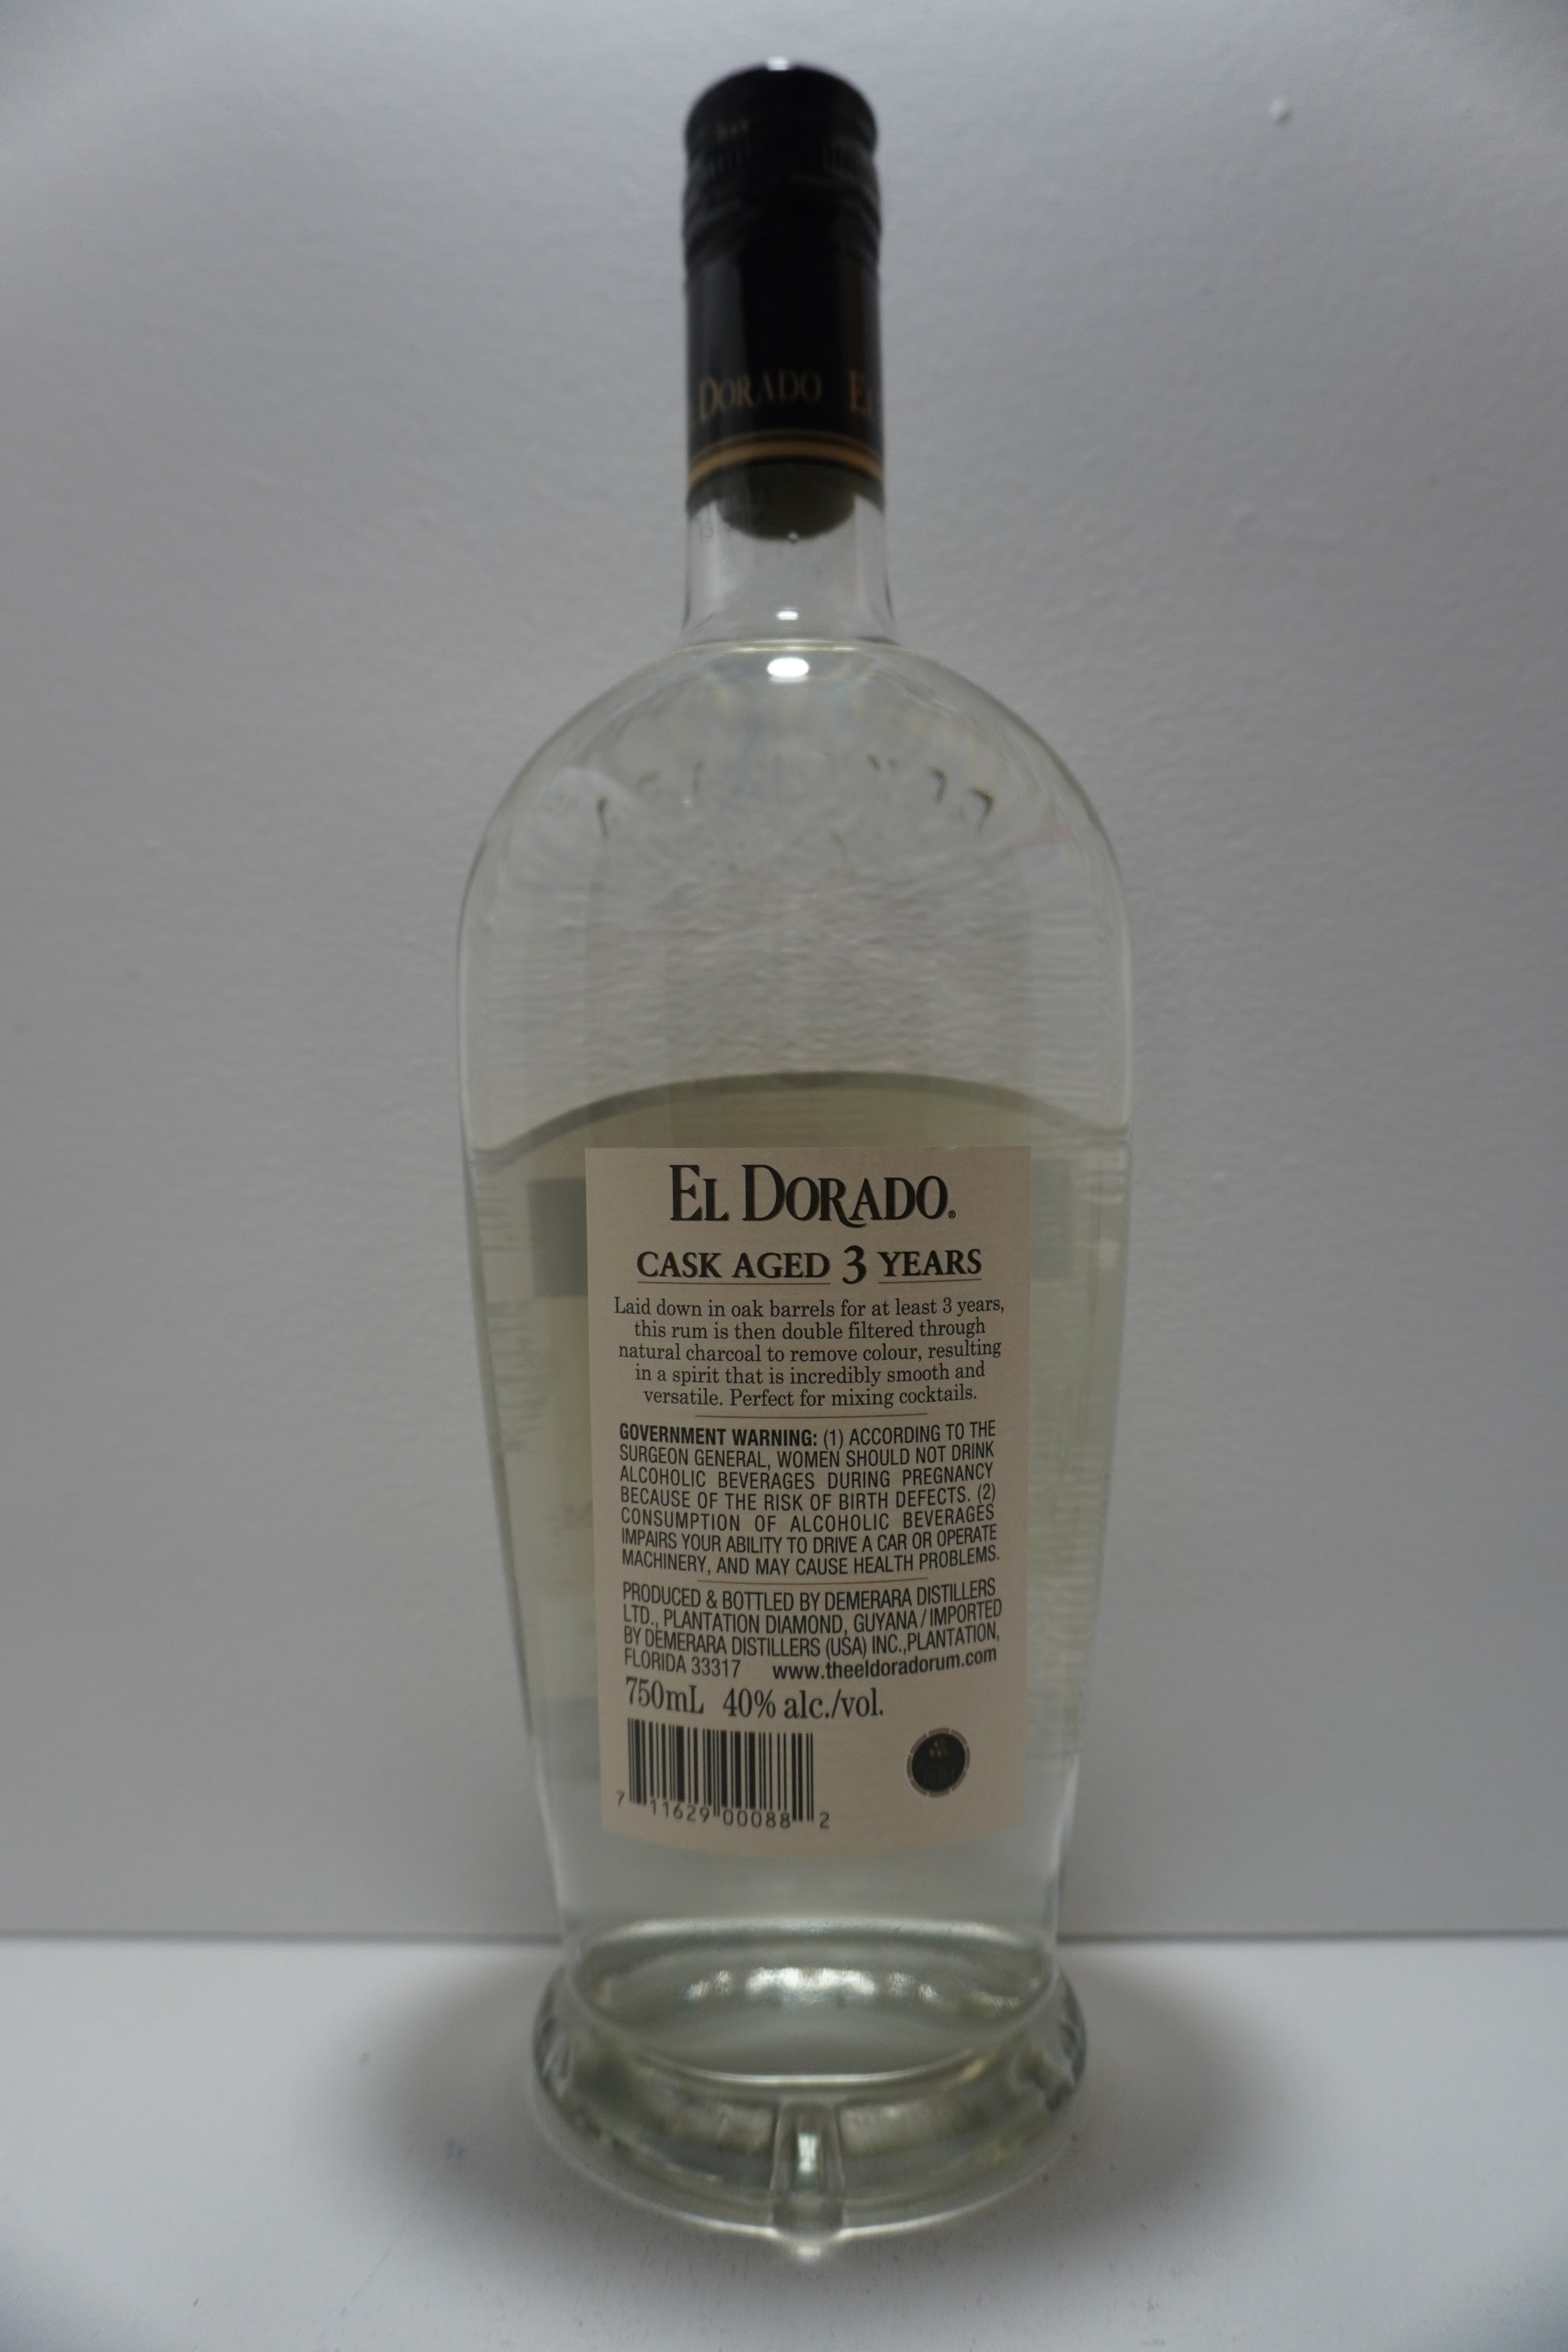 DORADO EL
EL DORADO®
CASK AGED 3 YEARS
Laid down in oak barrels for at least 3 years,
this rum is then double filtered through
natural charcoal to remove colour, resulting
in a spirit that is incredibly smooth and
versatile. Perfect for mixing cocktails.
GOVERNMENT WARNING: (1) ACCORDING TO THE
SURGEON GENERAL, WOMEN SHOULD NOT DRINK
ALCOHOLIC BEVERAGES DURING PREGNANCY
BECAUSE OF THE RISK OF BIRTH DEFECTS. (2)
CONSUMPTION OF ALCOHOLIC BEVERAGES
IMPAIRS YOUR ABILITY TO DRIVE A CAR OR OPERATE
MACHINERY, AND MAY CAUSE HEALTH PROBLEMS.
PRODUCED & BOTTLED BY DEMERARA DISTILLERS
LTD., PLANTATION DIAMOND, GUYANA / IMPORTED
BY DEMERARA DISTILLERS (USA) INC.,PLANTATION,
FLORIDA 33317 www.theeldoradorum.com
750mL 40% alc./vol.
7 11629 00088 2